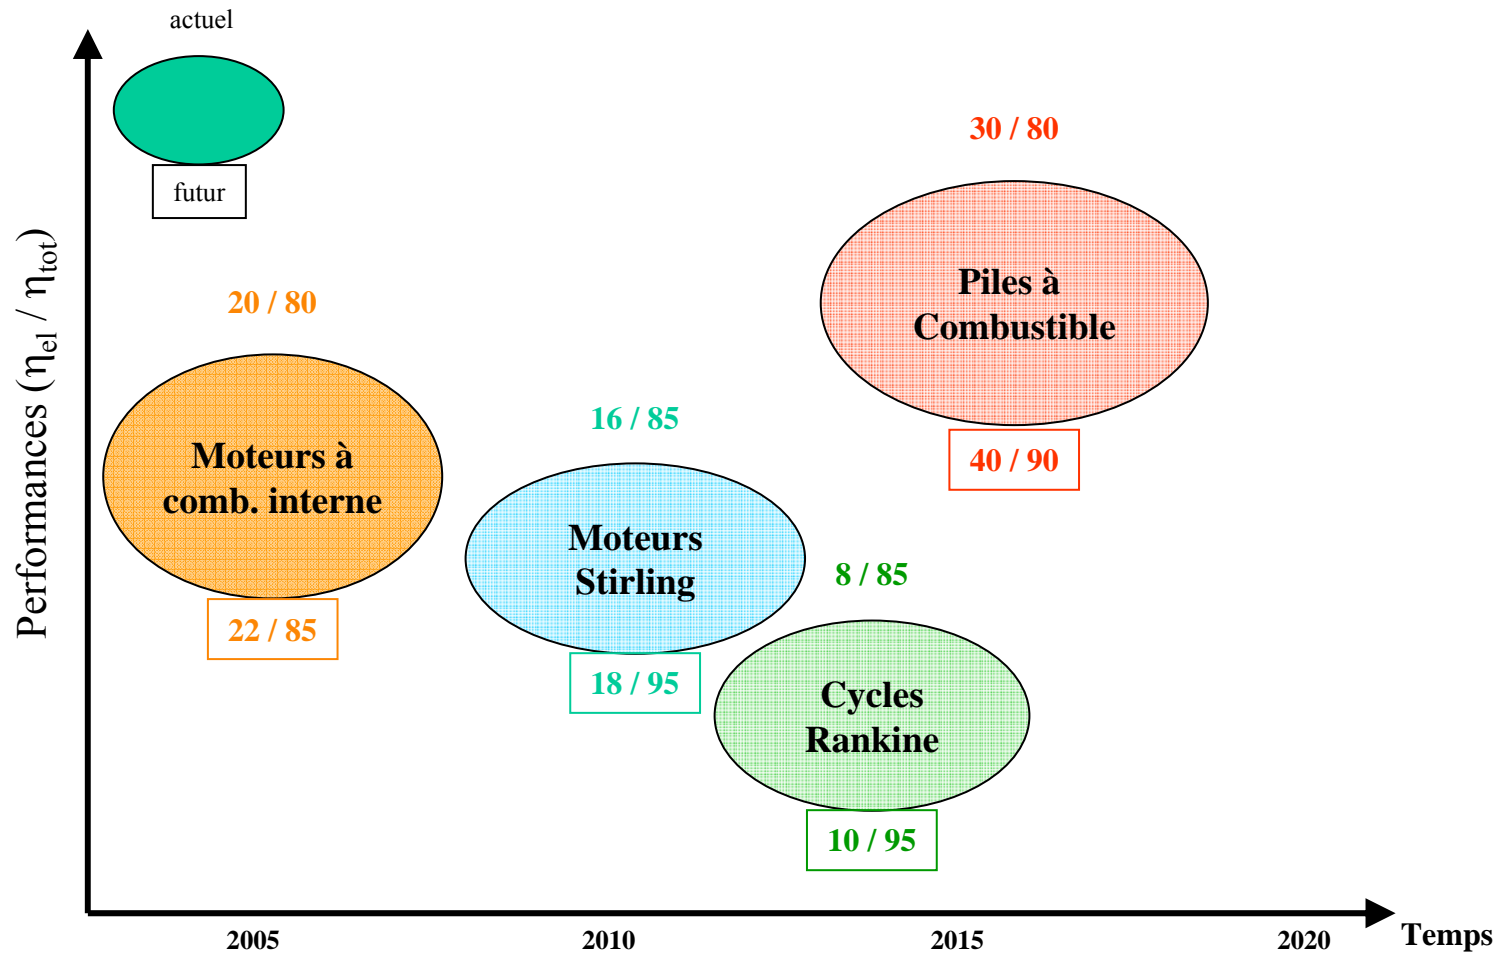 actuel
futur
Performances (ηel / ηtot)
20 / 80
Moteurs à
comb. interne
22 / 85
16 / 85
Moteurs
Stirling
18 / 95
8 / 85
Cycles
Rankine
10 / 95
30 / 80
Piles à
Combustible
40 / 90
2005
2010
2015
2020
Temps